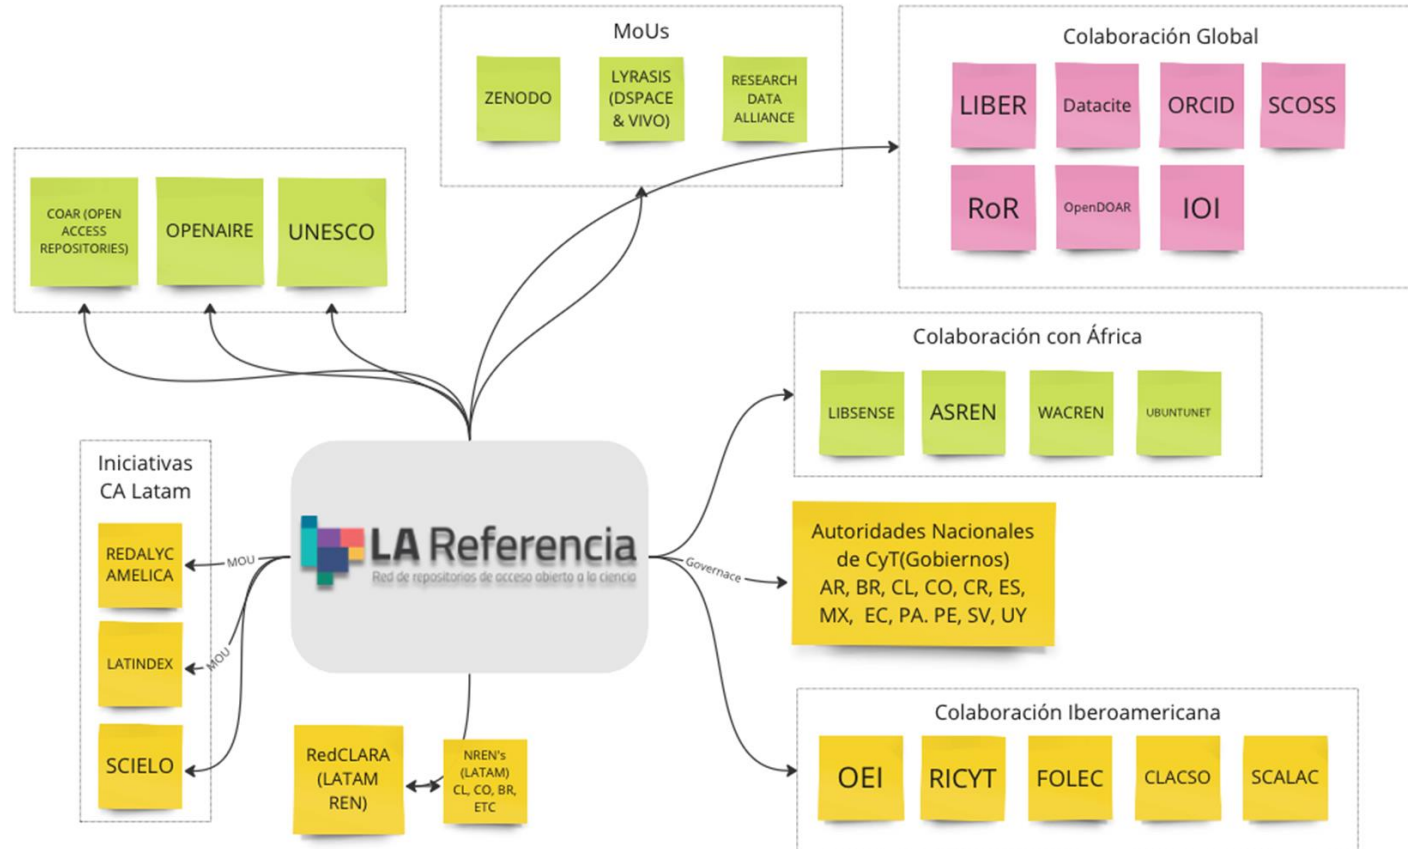 MoUs
ZENODO
LYRASIS
(DSPACE
& VIVO)
RESEARCH
DATA
ALLIANCE
Colaboración Global
LIBER
Datacite
ORCID
SCOSS
RoR
OpenDOAR
IOI
COAR (OPEN
ACCESS
REPOSITORIES)
OPENAIRE
UNESCO
Colaboración con África
LIBSENSE
ASREN
WACREN
UBUNTUNET
Iniciativas
CA Latam
REDALYC
AMELICA
LATINDEX
SCIELO
MOU
MOU
LA Referencia
Red de repositorios de acceso abierto a la ciencia
Governace
Autoridades Nacionales
de CyT(Gobiernos)
AR, BR, CL, CO, CR, ES,
MX, EC, PA. PE, SV, UY
RedCLARA
(LATAM
REN)
NREN's
(LATAM)
CL, CO, BR,
ETC
Colaboración Iberoamericana
OEI
RICYT
FOLEC
CLACSO
SCALAC